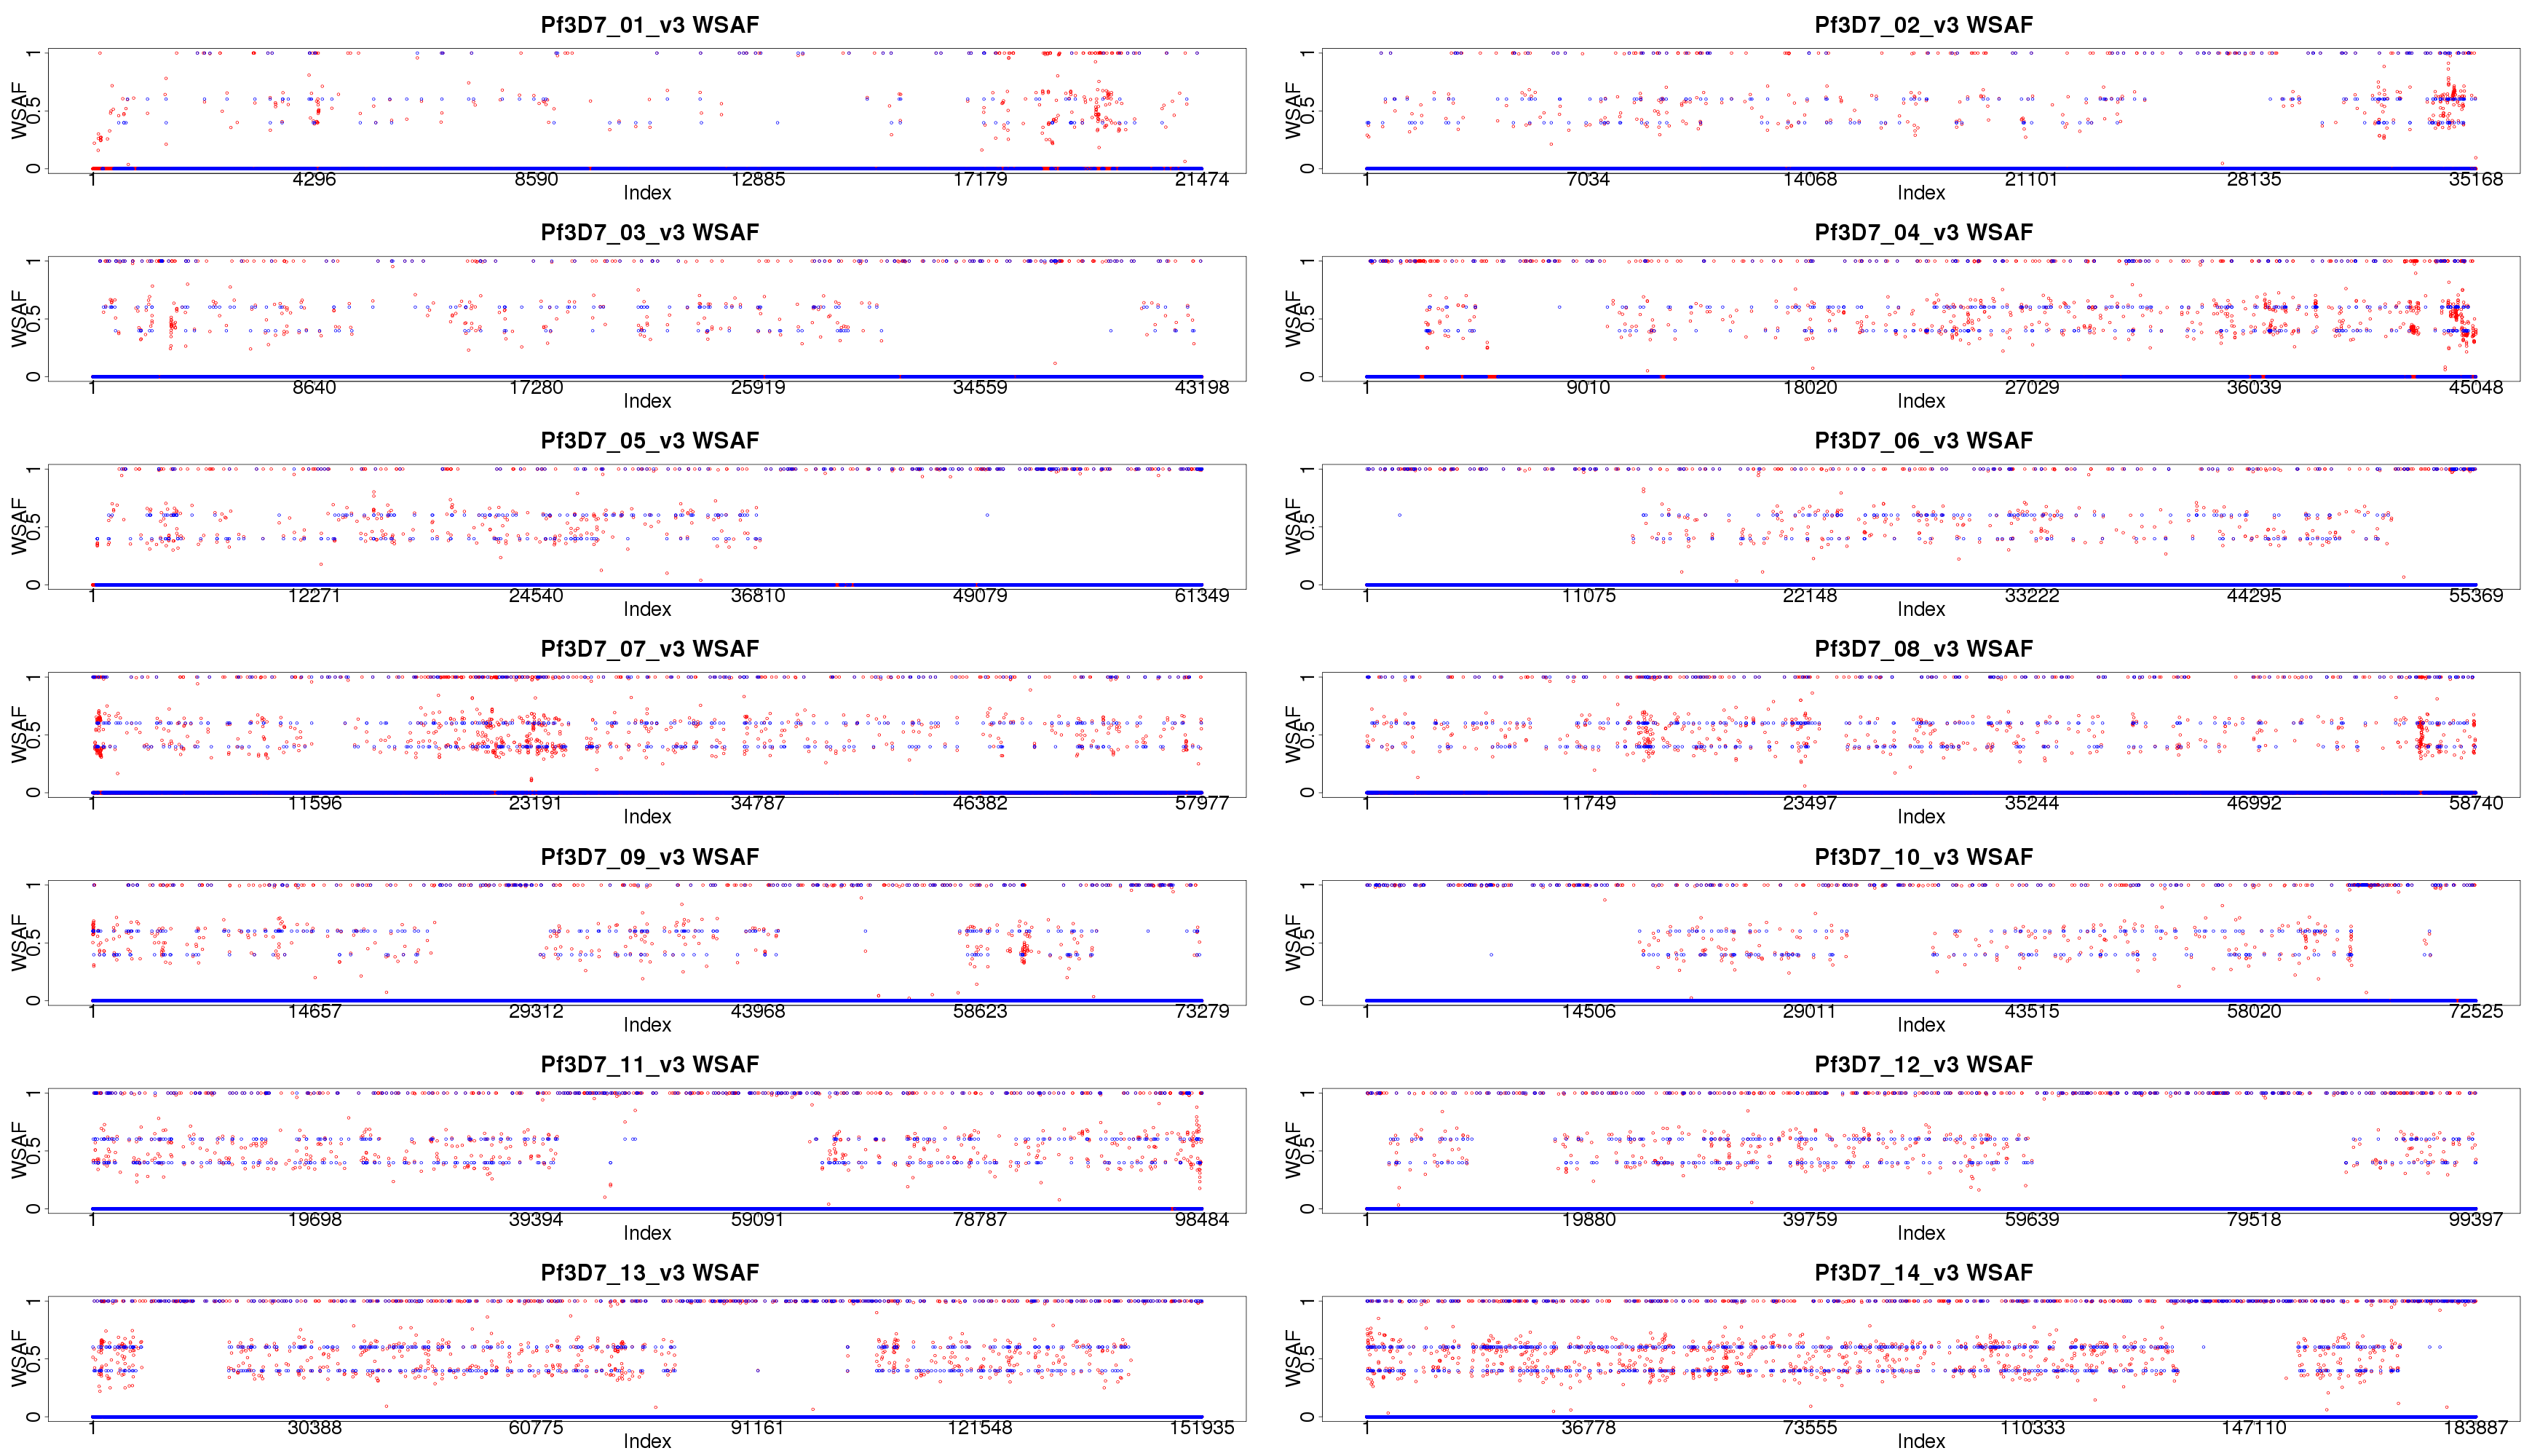 Pf3D7_01_v3 WSAF
WSAF
0 0.5 1
1 4296 8590 12885 17179 21474
Index
Pf3D7_02_v3 WSAF
WSAF
0 0.5 1
1 7034 14068 21101 28135 35168
Index
Pf3D7_03_v3 WSAF
WSAF
0 0.5 1
1 8640 17280 25919 34559 43198
Index
Pf3D7_04_v3 WSAF
WSAF
0 0.5 1
1 9010 18020 27029 36039 45048
Index
Pf3D7_05_v3 WSAF
WSAF
0 0.5 1
1 12271 24540 36810 49079 61349
Index
Pf3D7_06_v3 WSAF
WSAF
0 0.5 1
1 11075 22148 33222 44295 55369
Index
Pf3D7_07_v3 WSAF
WSAF
0 0.5 1
1 11596 23191 34787 46382 57977
Index
Pf3D7_08_v3 WSAF
WSAF
0 0.5 1
1 11749 23497 35244 46992 58740
Index
Pf3D7_09_v3 WSAF
WSAF
0 0.5 1
1 14657 29312 43968 58623 73279
Index
Pf3D7_10_v3 WSAF
WSAF
0 0.5 1
1 14506 29011 43515 58020 72525
Index
Pf3D7_11_v3 WSAF
WSAF
0 0.5 1
1 19698 39394 59091 78787 98484
Index
Pf3D7_12_v3 WSAF
WSAF
0 0.5 1
1 19880 39759 59639 79518 99397
Index
Pf3D7_13_v3 WSAF
WSAF
0 0.5 1
1 30388 60775 91161 121548 151935
Index
Pf3D7_14_v3 WSAF
WSAF
0 0.5 1
1 36778 73555 110333 147110 183887
Index